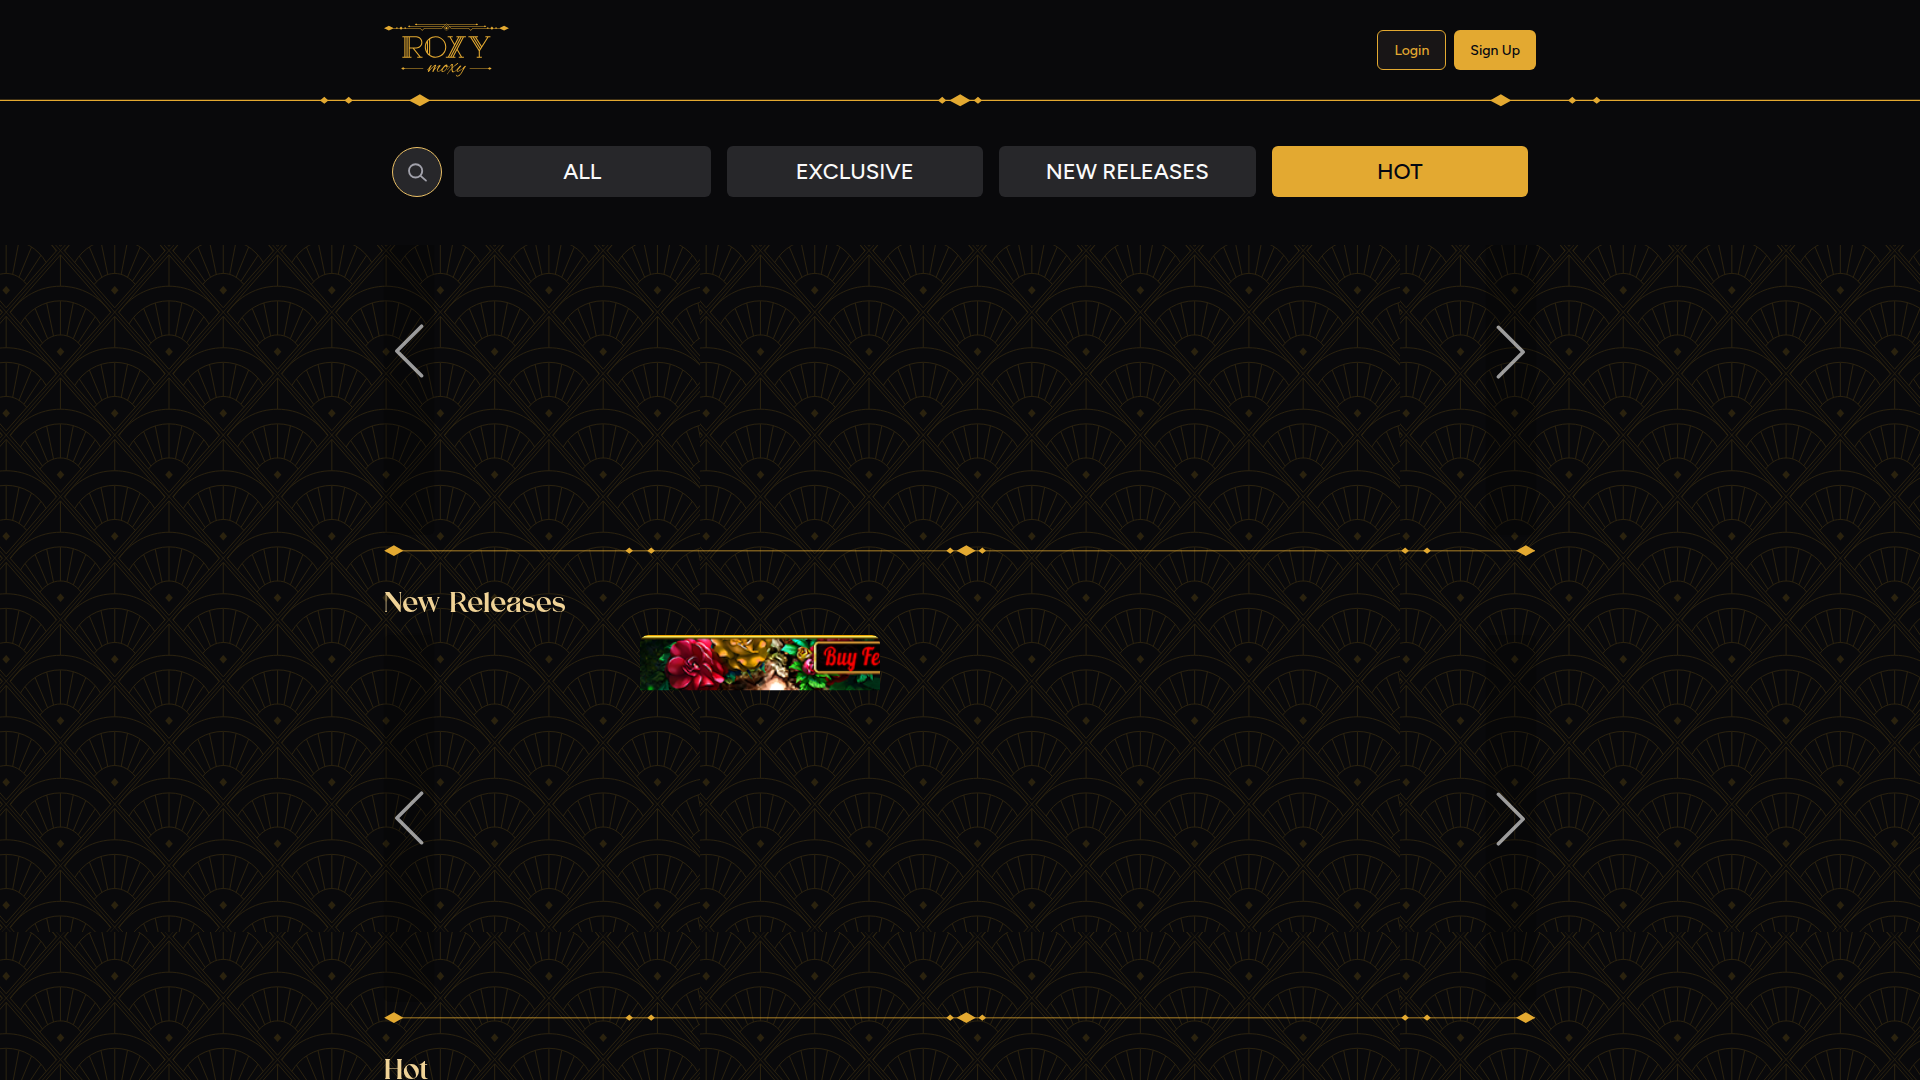 ROXY
moxy
Login
Sign Up
ALL
EXCLUSIVE
NEW RELEASES
HOT
New Releases
Buy Fe
Hot